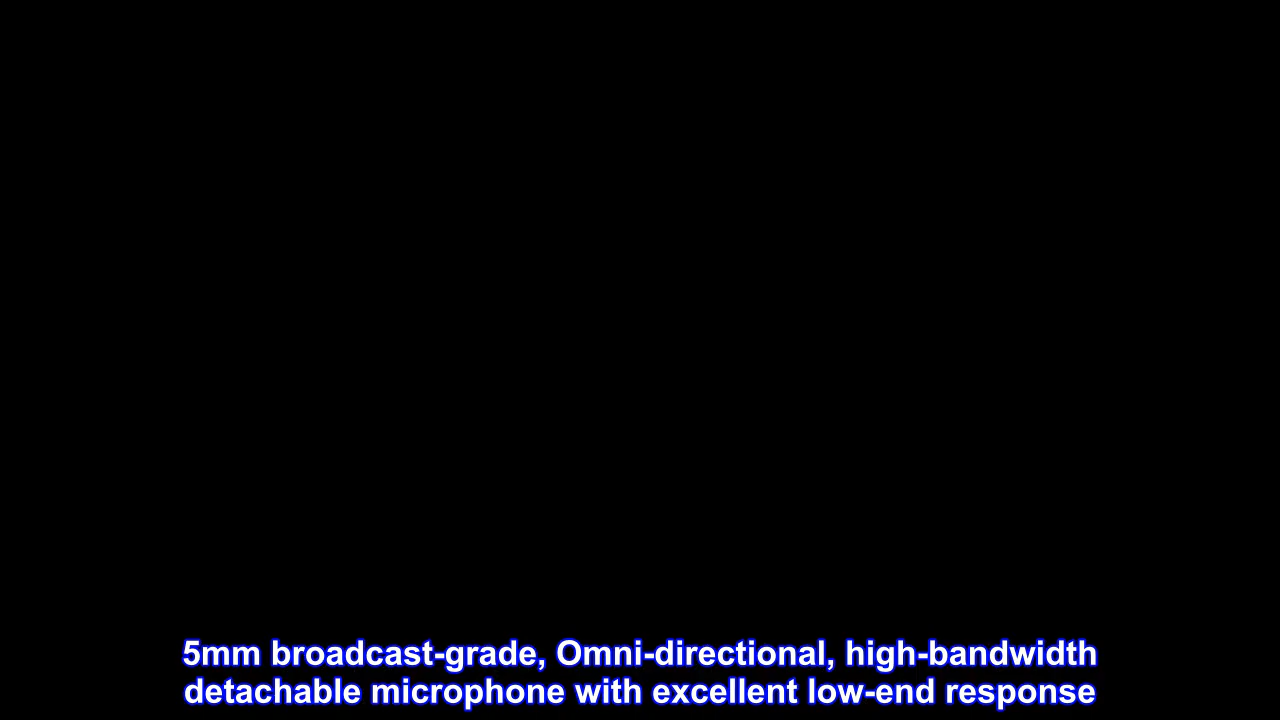 5mm broadcast-grade, Omni-directional, high-bandwidth
detachable microphone with excellent low-end response